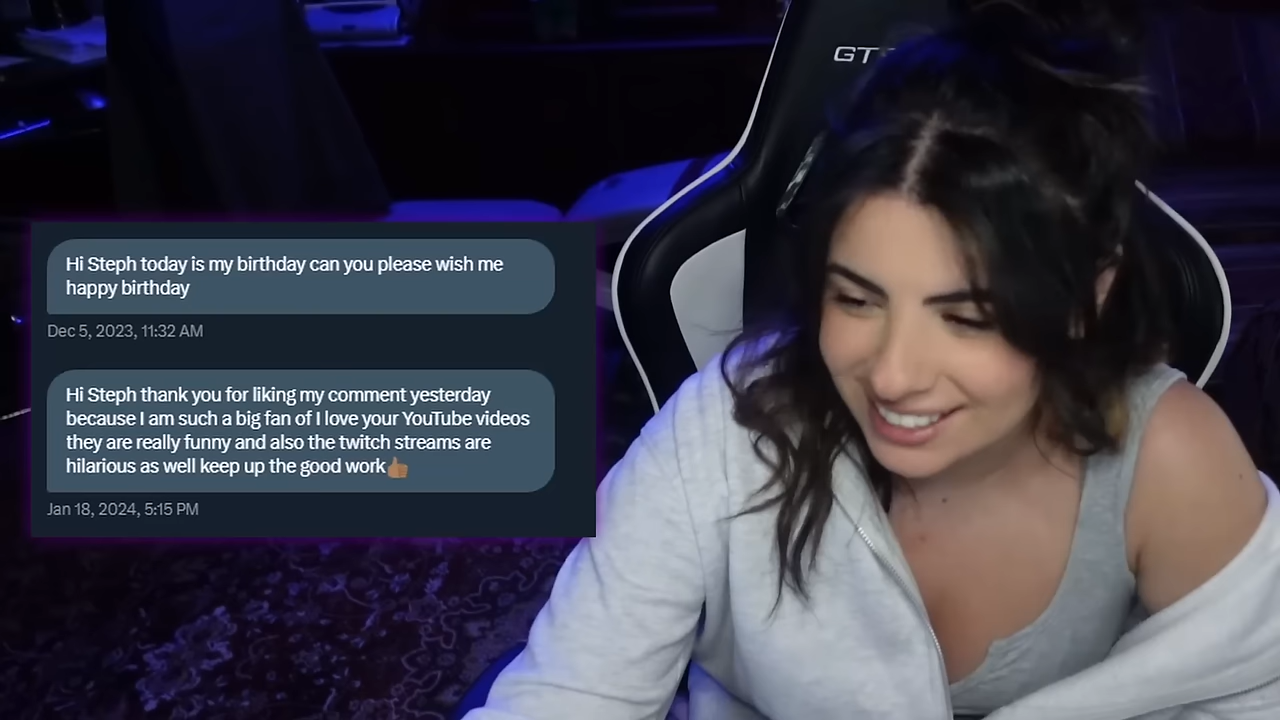 GT
Hi Steph today is my birthday can you please wish me
happy birthday
Dec 5, 2023, 11:32 AM
Hi Steph thank you for liking my comment yesterday
because I am such a big fan of I love your YouTube videos
they are really funny and also the twitch streams are
hilarious as well keep up the good work👍🏽
Jan 18, 2024, 5:15 PM